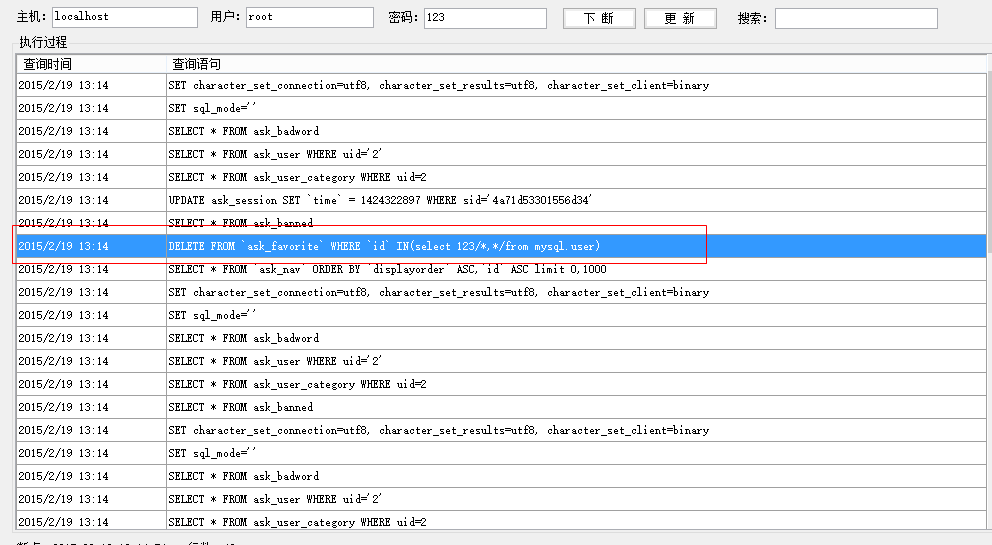 主机: localhost 用户: root 密码: 123 下 断 更 新 搜索:
执行过程
查询时间 查询语句
2015/2/19 13:14 SET character_set_connection=utf8, character_set_results=utf8, character_set_client=binary
2015/2/19 13:14 SET sql_mode=''
2015/2/19 13:14 SELECT * FROM ask_badword
2015/2/19 13:14 SELECT * FROM ask_user WHERE uid='2'
2015/2/19 13:14 SELECT * FROM ask_user_category WHERE uid=2
2015/2/19 13:14 UPDATE ask_session SET `time` = 1424322897 WHERE sid='4a71d53301556d34'
2015/2/19 13:14 SELECT * FROM ask_banned
2015/2/19 13:14 DELETE FROM `ask_favorite` WHERE `id` IN(select 123/*,*/from mysql.user)
2015/2/19 13:14 SELECT * FROM `ask_nav` ORDER BY `displayorder` ASC,`id` ASC limit 0,1000
2015/2/19 13:14 SET character_set_connection=utf8, character_set_results=utf8, character_set_client=binary
2015/2/19 13:14 SET sql_mode=''
2015/2/19 13:14 SELECT * FROM ask_badword
2015/2/19 13:14 SELECT * FROM ask_user WHERE uid='2'
2015/2/19 13:14 SELECT * FROM ask_user_category WHERE uid=2
2015/2/19 13:14 SELECT * FROM ask_banned
2015/2/19 13:14 SET character_set_connection=utf8, character_set_results=utf8, character_set_client=binary
2015/2/19 13:14 SET sql_mode=''
2015/2/19 13:14 SELECT * FROM ask_badword
2015/2/19 13:14 SELECT * FROM ask_user WHERE uid='2'
2015/2/19 13:14 SELECT * FROM ask_user_category WHERE uid=2